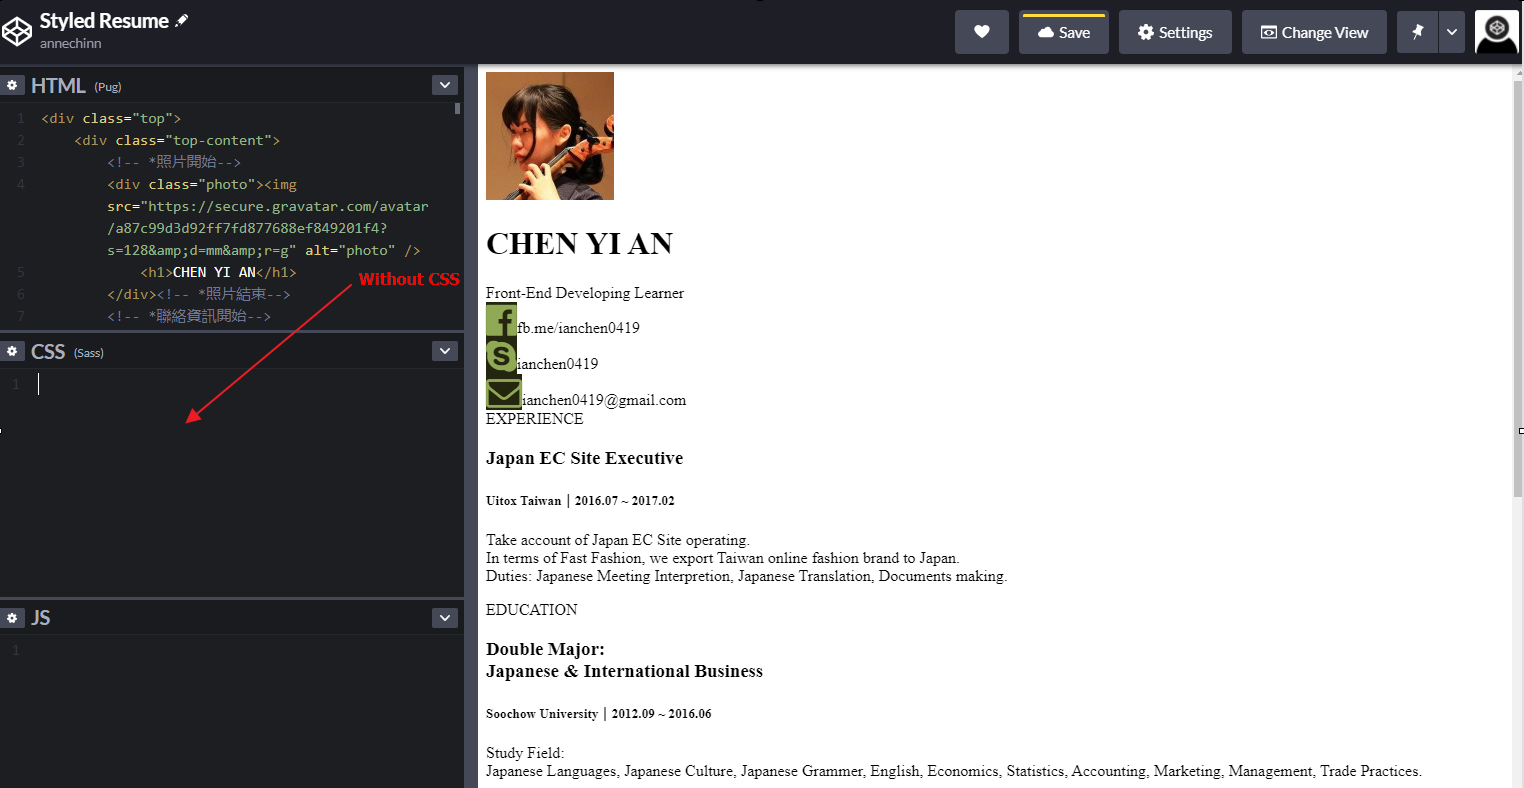 Styled Resume
annechinn
Save
Settings
Change View
HTML (Pug)
1 <div class="top">
2 <div class="top-content">
3 <!-- *照片開始-->
4 <div class="photo"><img
src="https://secure.gravatar.com/avatar
/a87c99d3d92ff7fd877688ef849201f4?
s=128&amp;d=mm&amp;r=g" alt="photo" />
5 <h1>CHEN YI AN</h1>
6 </div><!-- *照片結束-->
7 <!-- *聯絡資訊開始-->
Without CSS
CSS (Sass)
1
JS
1
CHEN YI AN
Front-End Developing Learner
fb.me/ianchen0419
ianchen0419
ianchen0419@gmail.com
EXPERIENCE
Japan EC Site Executive
Uitox Taiwan | 2016.07 ~ 2017.02
Take account of Japan EC Site operating.
In terms of Fast Fashion, we export Taiwan online fashion brand to Japan.
Duties: Japanese Meeting Interpretion, Japanese Translation, Documents making.
EDUCATION
Double Major:
Japanese & International Business
Soochow University | 2012.09 ~ 2016.06
Study Field:
Japanese Languages, Japanese Culture, Japanese Grammer, English, Economics, Statistics, Accounting, Marketing, Management, Trade Practices.